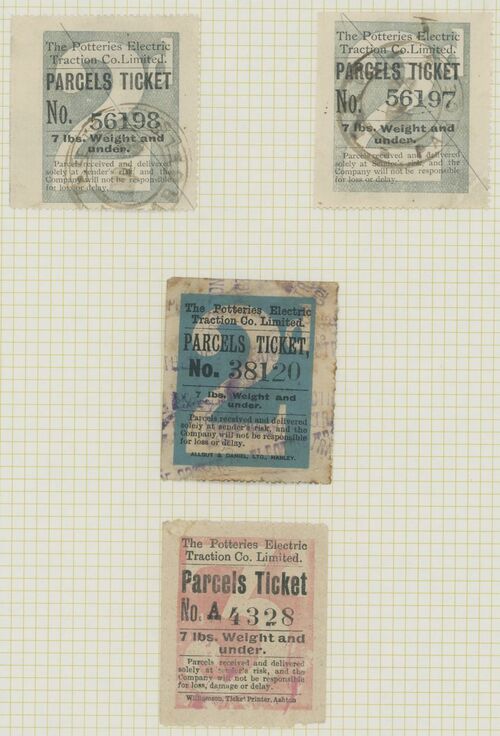 The Potteries Electric
Traction Co. Limited.
PARCELS TICKET
No. 56198
7 lbs. Weight and
under.
Parcels received and delivered
solely at sender's risk, and the
Company will not be responsible
for loss or delay.
The Potteries Electric
Traction Co. Limited.
PARCELS TICKET
No. 56197
7 lbs. Weight and
under.
Parcels received and delivered
solely at sender's risk, and the
Company will not be responsible
for loss or delay.
The Potteries Electric
Traction Co. Limited.
PARCELS TICKET,
No. 38120
7 lbs. Weight and
under.
Parcels received and delivered
solely at sender's risk, and the
Company will not be responsible
for loss or delay.
ALLBUT & DANIEL, LTD., HANLEY.
The Potteries Electric
Traction Co. Limited.
Parcels Ticket
No. A 4328
7 lbs. Weight and
under.
Parcels received and delivered
solely at sender's risk, and the
Company will not be responsible
for loss, damage or delay.
Williamson, Ticket Printer, Ashton